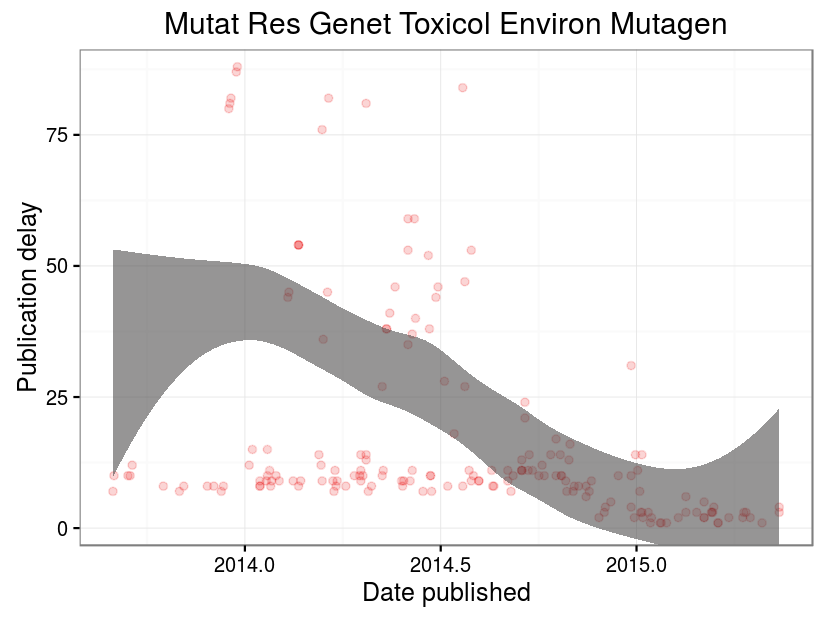 Mutat Res Genet Toxicol Environ Mutagen
Publication delay
75
50
25
0
2014.0 2014.5 2015.0
Date published